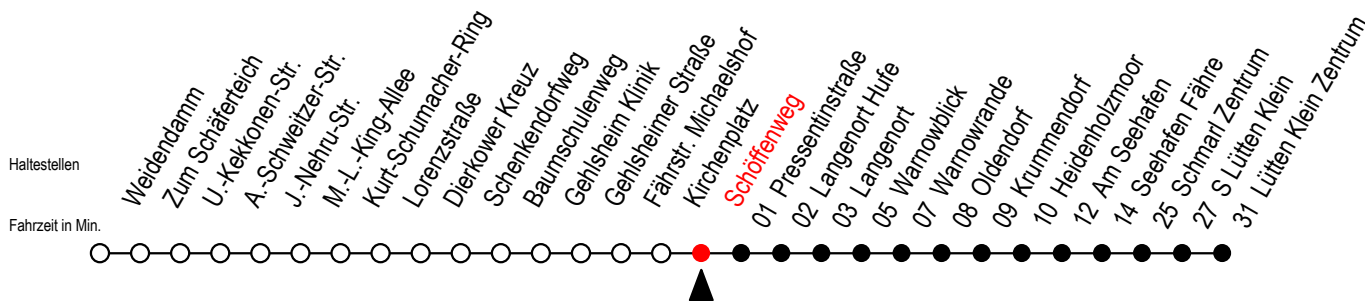 Haltestellen
Fahrzeit in Min.
Weidendamm
Zum Schäferteich
U.-Kekkonen-Str.
A.-Schweitzer-Str.
J.-Nehru-Str.
M.-L.-King-Allee
Kurt-Schumacher-Ring
Lorenzstraße
Dierkower Kreuz
Schenkendorfweg
Baumschulenweg
Gehlsheim Klinik
Gehlsheimer Straße
Fährstr. Michaelshof
Kirchenplatz
Schöffenweg
01 Pressentinstraße
02 Langenort Hufe
03 Langenort
05 Warnowblick
07 Warnowrande
08 Oldendorf
09 Krummendorf
10 Heidenholzmoor
12 Am Seehafen
14 Seehafen Fähre
25 Schmarl Zentrum
27 S Lütten Klein
31 Lütten Klein Zentrum